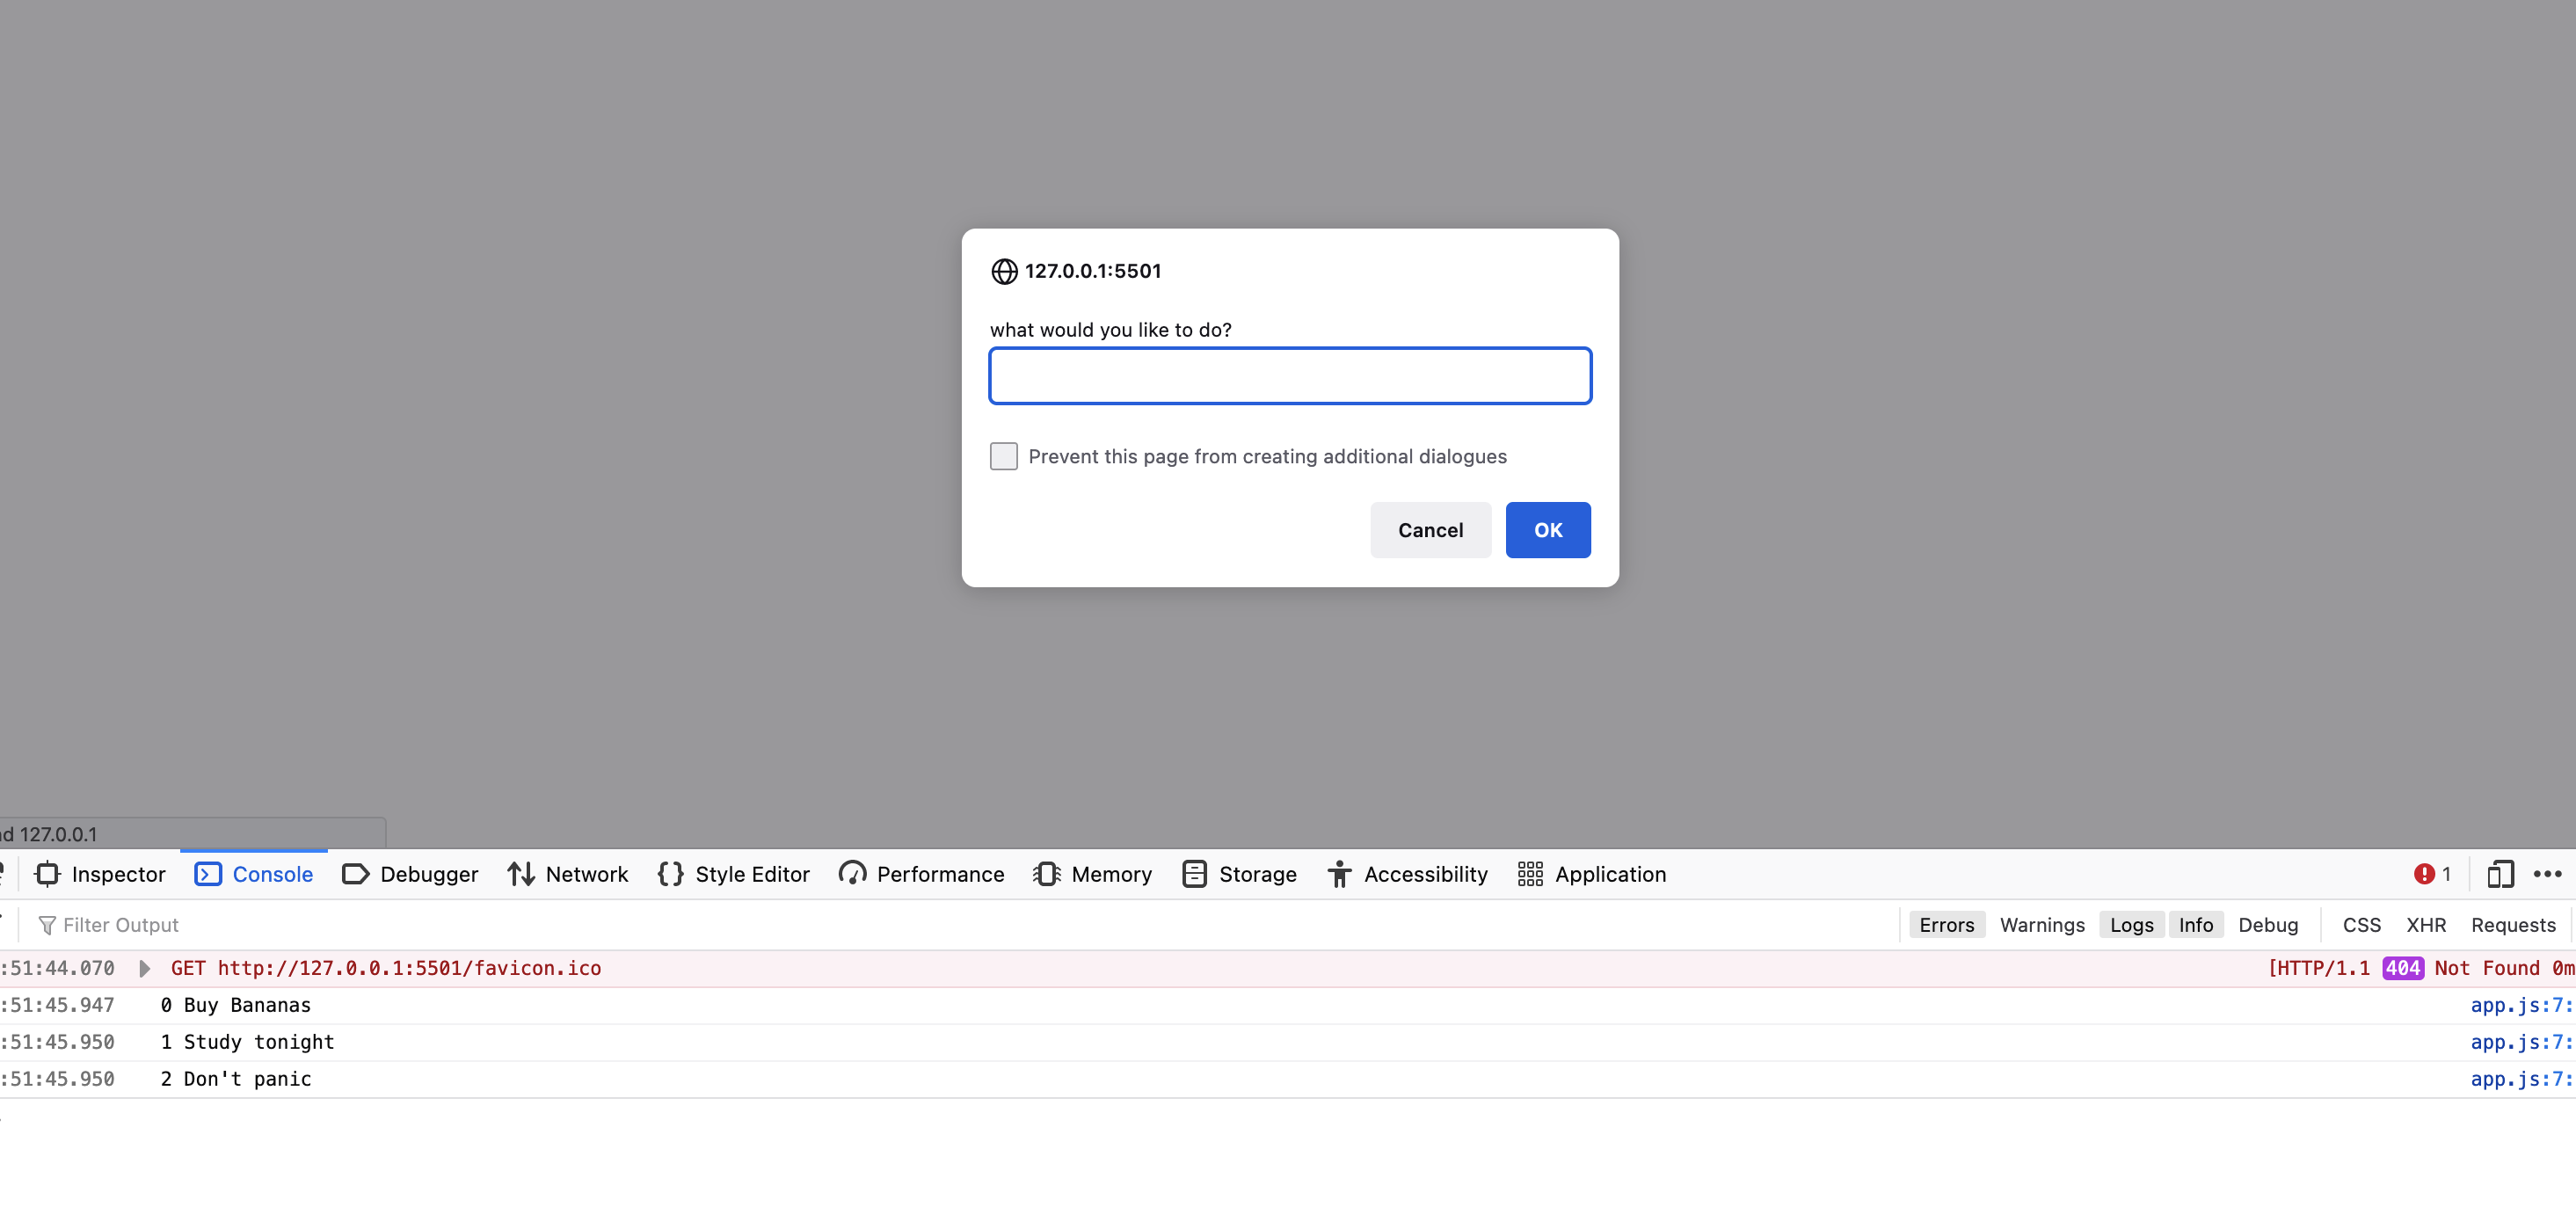 127.0.0.1:5501
what would you like to do?
Prevent this page from creating additional dialogues
Cancel OK
127.0.0.1
Inspector Console Debugger Network Style Editor Performance Memory Storage Accessibility Application 1
Filter Output Errors Warnings Logs Info Debug CSS XHR Requests
:51:44.070 GET http://127.0.0.1:5501/favicon.ico [HTTP/1.1 404 Not Found 0m
:51:45.947 0 Buy Bananas app.js:7:
:51:45.950 1 Study tonight app.js:7:
:51:45.950 2 Don't panic app.js:7: